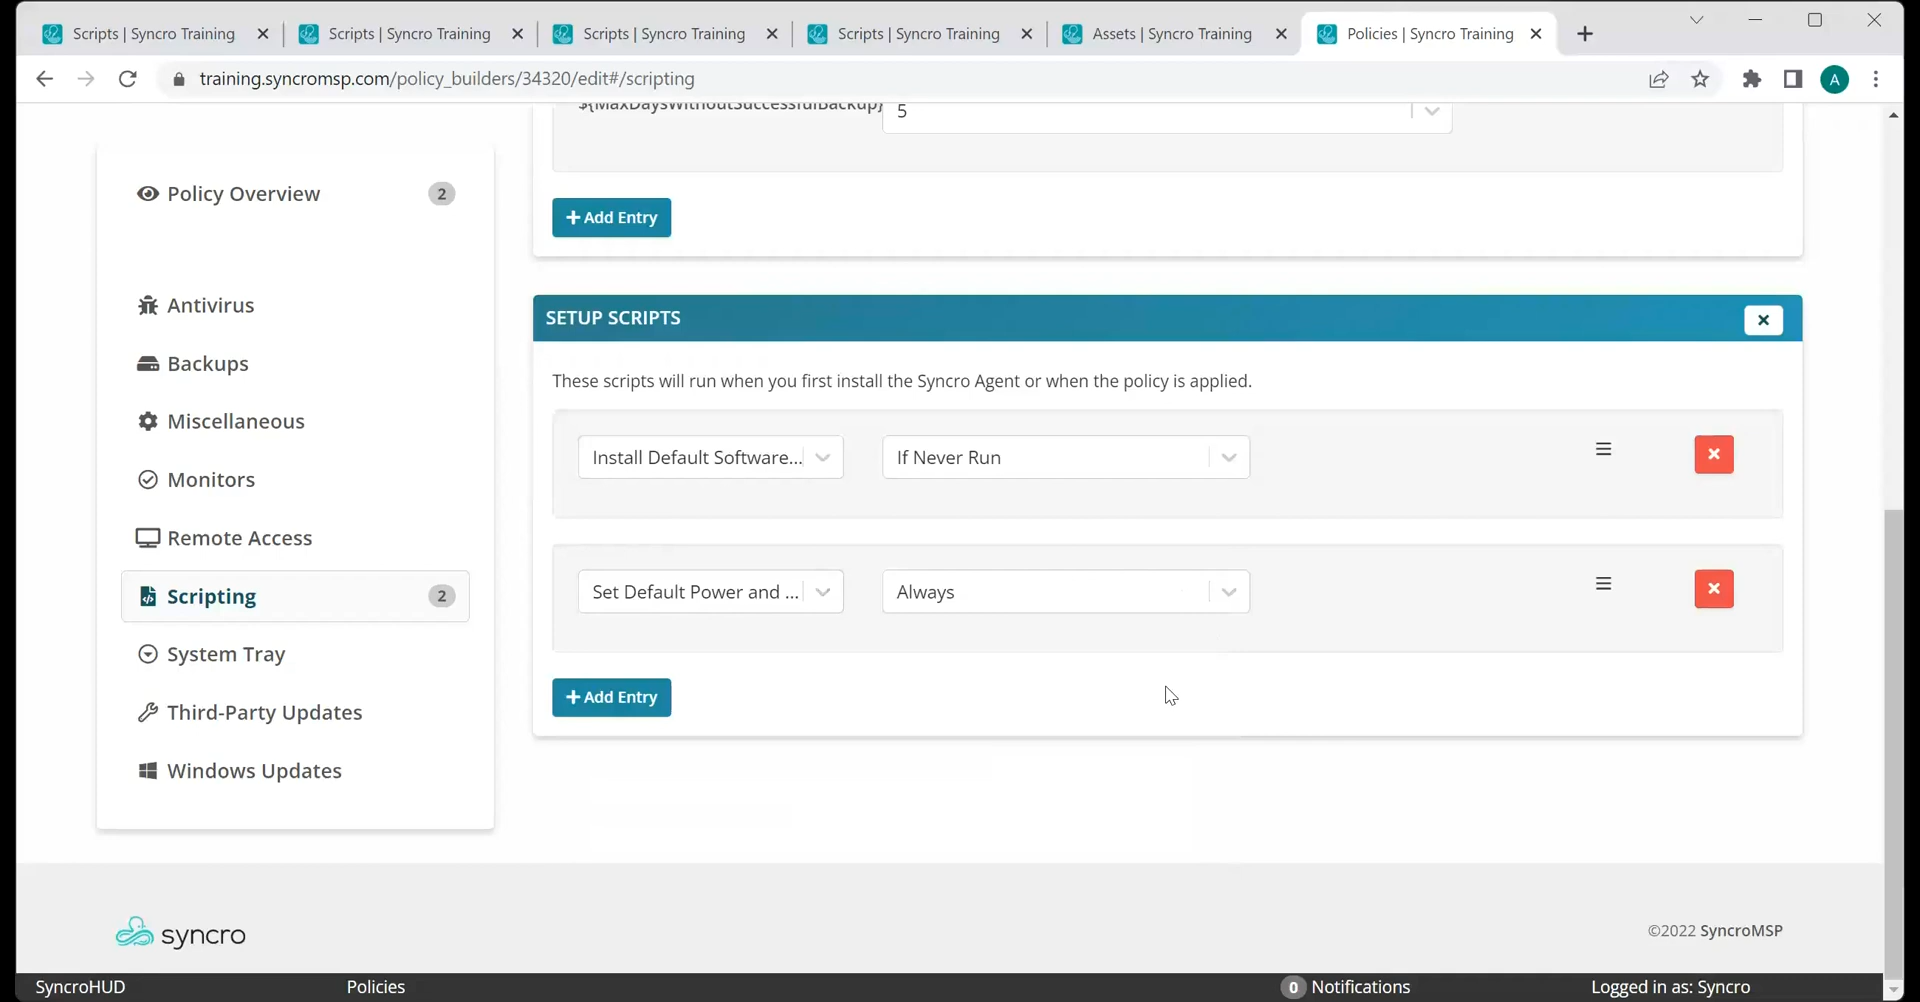 Scripts | Syncro Training
Scripts | Syncro Training
Scripts | Syncro Training
Scripts | Syncro Training
Assets | Syncro Training
Policies | Syncro Training
training.syncromsp.com/policy_builders/34320/edit#/scripting
A
${MaxDaysWithoutSuccessfulBackup}
5
Add Entry
Policy Overview 2
Antivirus
Backups
Miscellaneous
Monitors
Remote Access
Scripting 2
System Tray
Third-Party Updates
Windows Updates
SETUP SCRIPTS
These scripts will run when you first install the Syncro Agent or when the policy is applied.
Install Default Software... If Never Run
Set Default Power and ... Always
Add Entry
syncro
©2022 SyncroMSP
SyncroHUD Policies 0 Notifications Logged in as: Syncro